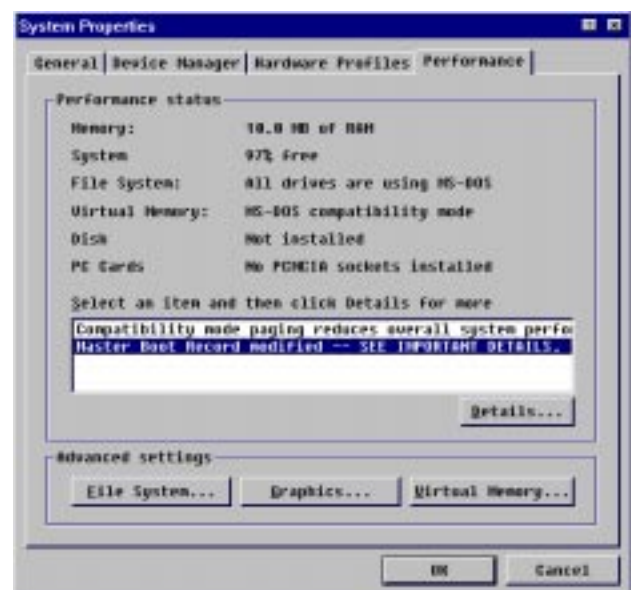 System Properties
General Device Manager Hardware Profiles Performance
Performance status
Memory: 10.0 MB of RAM
System 97% free
File System: All drives are using MS-DOS
Virtual Memory: MS-DOS compatibility mode
Disk Not installed
PC Cards No PCMCIA sockets installed
Select an item and then click Details for more
Compatibility mode paging reduces overall system perfo
Master Boot Record modified -- SEE IMPORTANT DETAILS.
Details...
Advanced settings
File System... Graphics... Virtual Memory...
OK Cancel